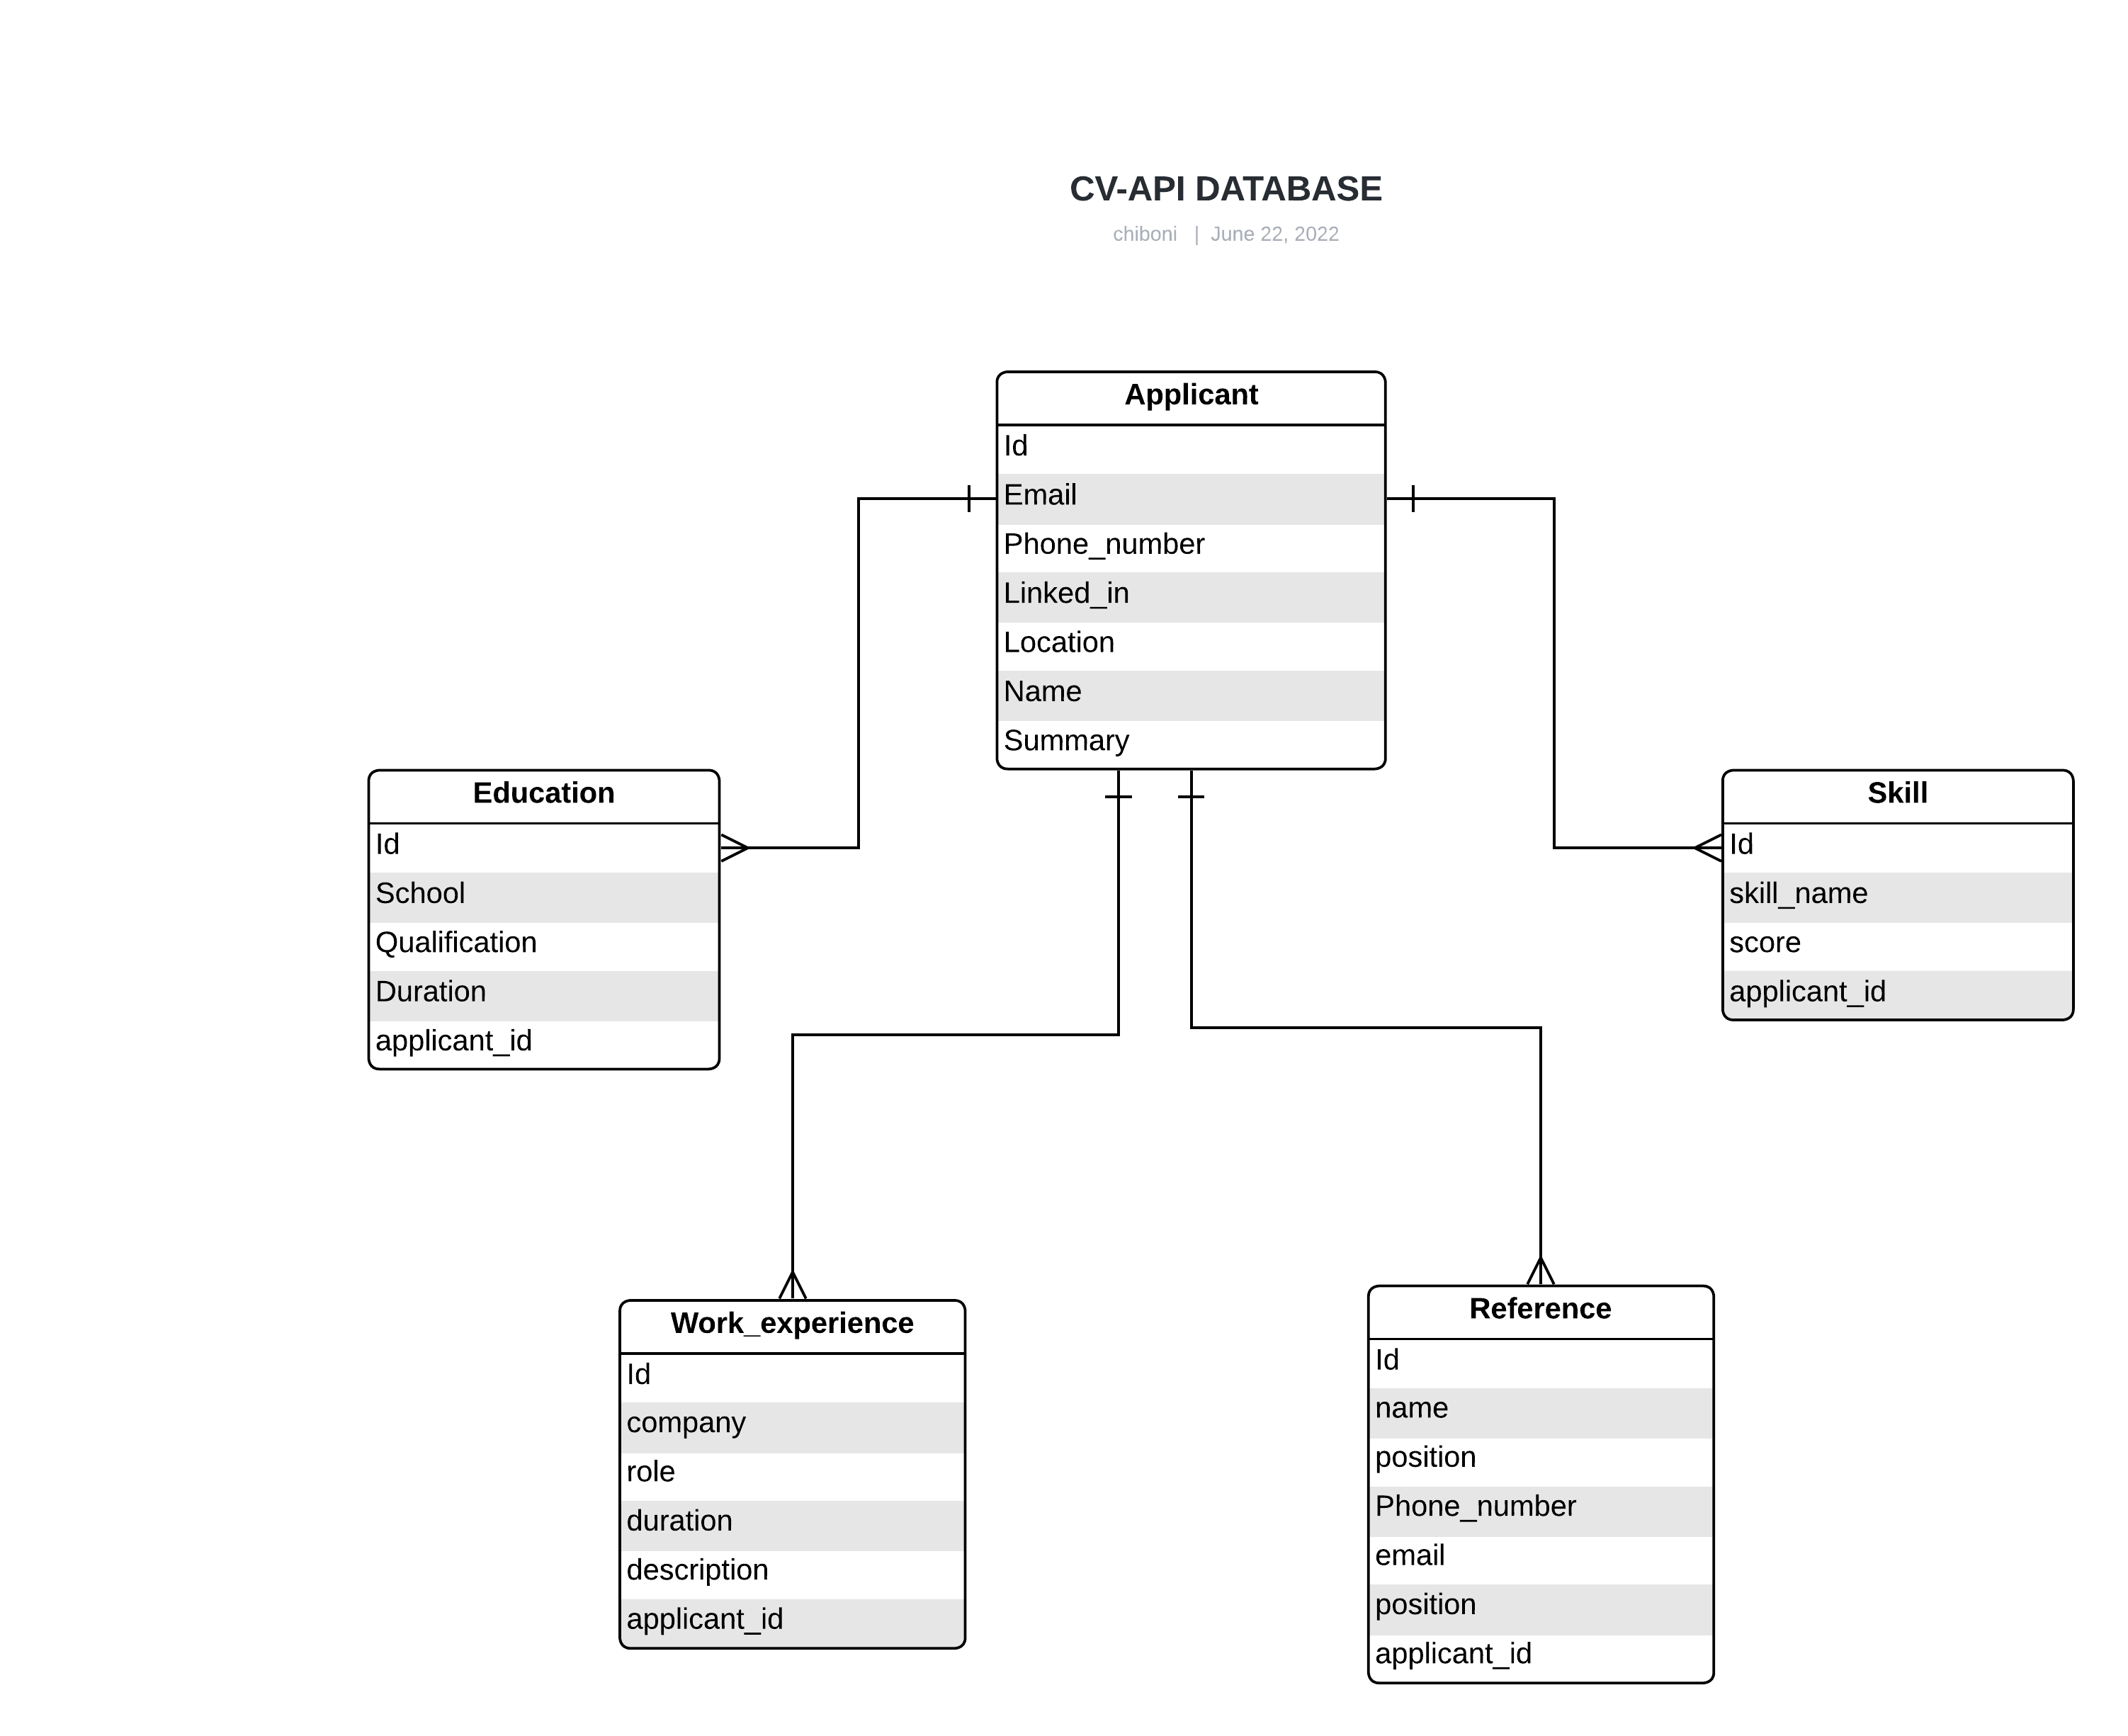 CV-API DATABASE
chiboni | June 22, 2022
Applicant
Id
Email
Phone_number
Linked_in
Location
Name
Summary
Education
Id
School
Qualification
Duration
applicant_id
Skill
Id
skill_name
score
applicant_id
Work_experience
Id
company
role
duration
description
applicant_id
Reference
Id
name
position
Phone_number
email
position
applicant_id